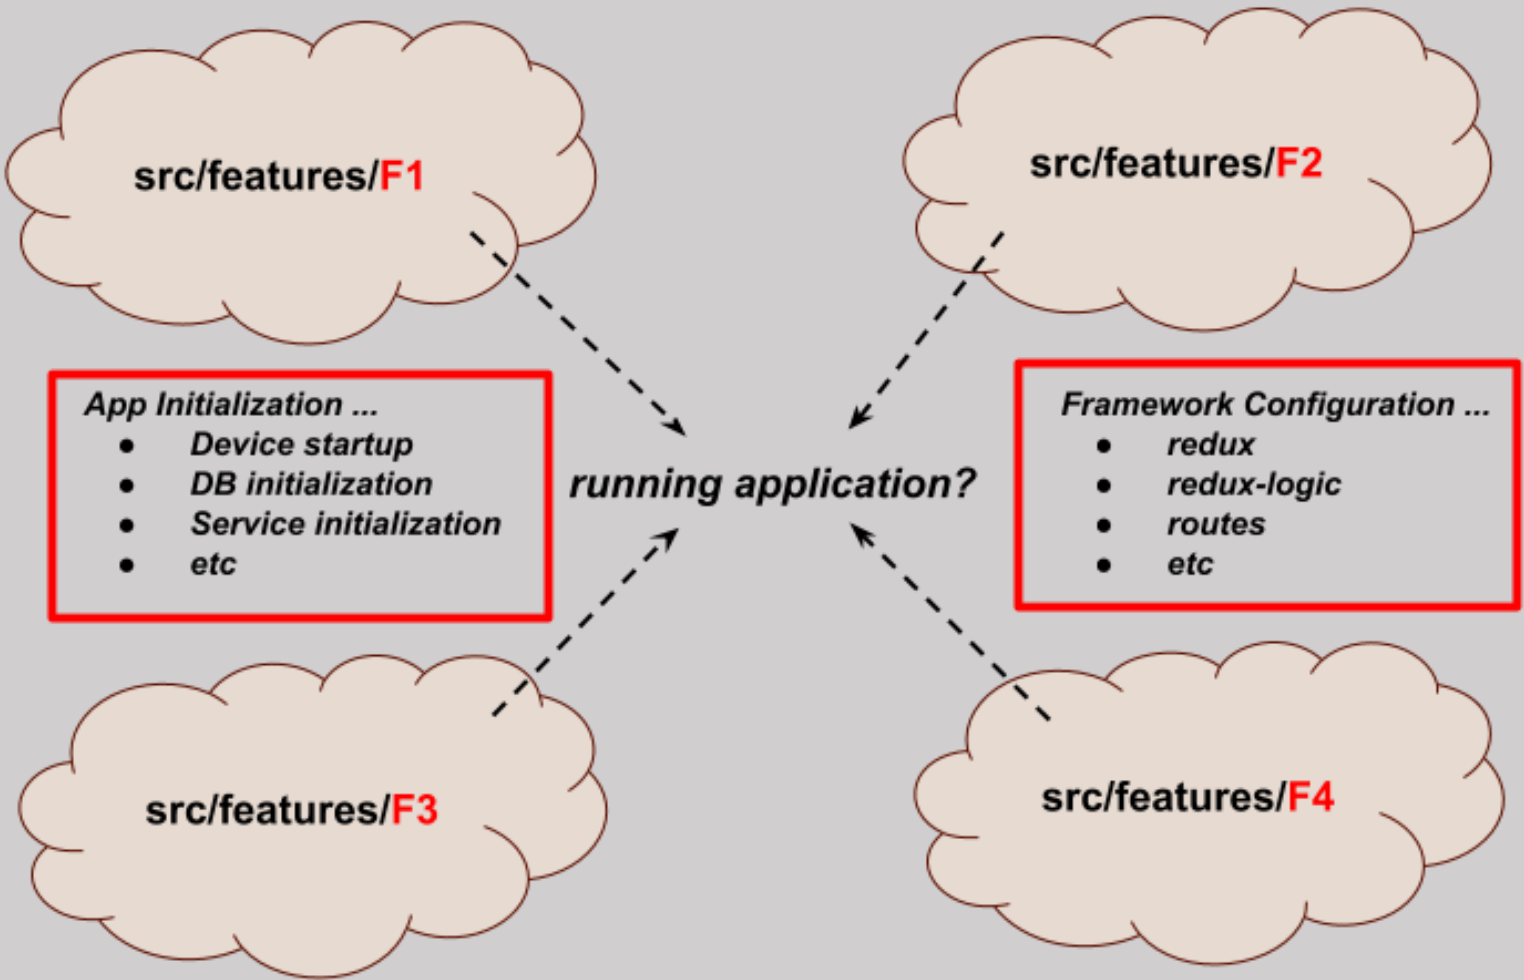 src/features/F1
src/features/F2
App Initialization ...
● Device startup
● DB initialization
● Service initialization
● etc
running application?
Framework Configuration ...
● redux
● redux-logic
● routes
● etc
src/features/F3
src/features/F4